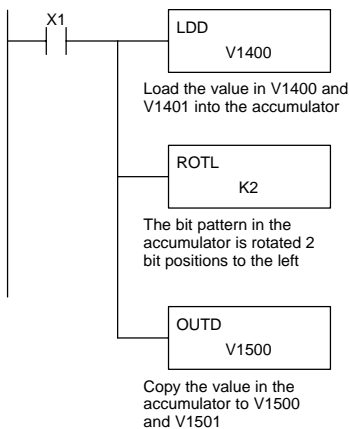 X1
LDD
V1400
Load the value in V1400 and
V1401 into the accumulator
ROTL
K2
The bit pattern in the
accumulator is rotated 2
bit positions to the left
OUTD
V1500
Copy the value in the
accumulator to V1500
and V1501